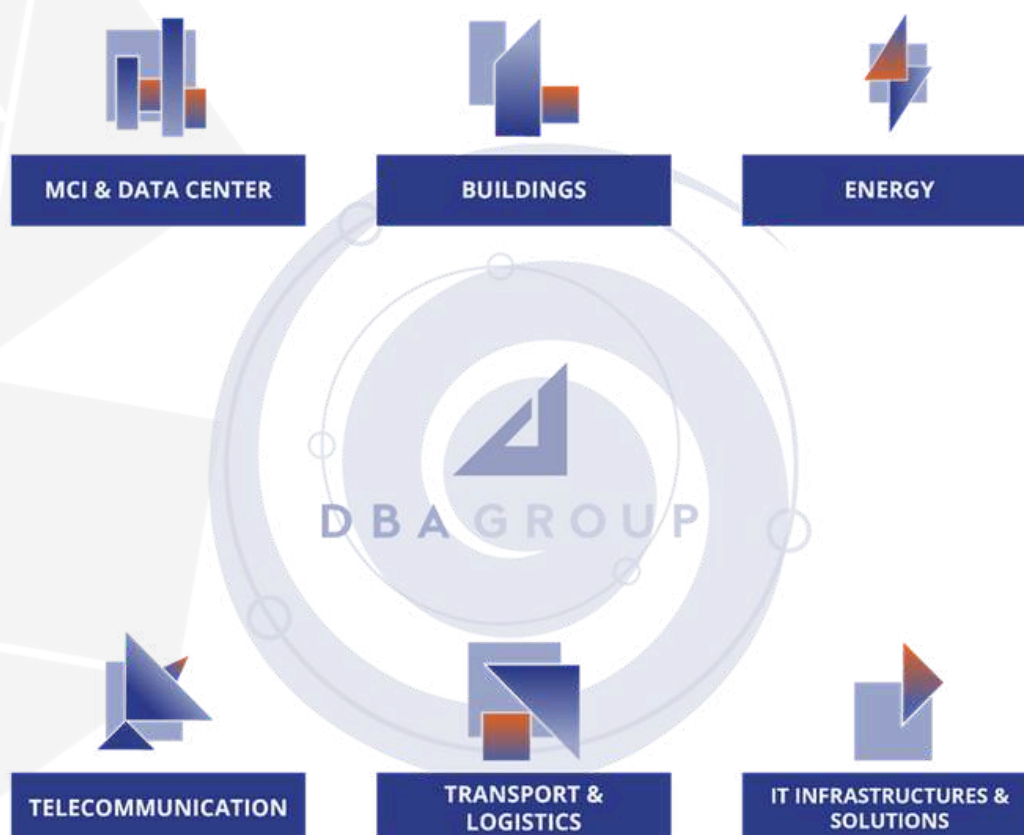 MCI & DATA CENTER
BUILDINGS
ENERGY
DBA GROUP
TELECOMMUNICATION
TRANSPORT &
LOGISTICS
IT INFRASTRUCTURES &
SOLUTIONS